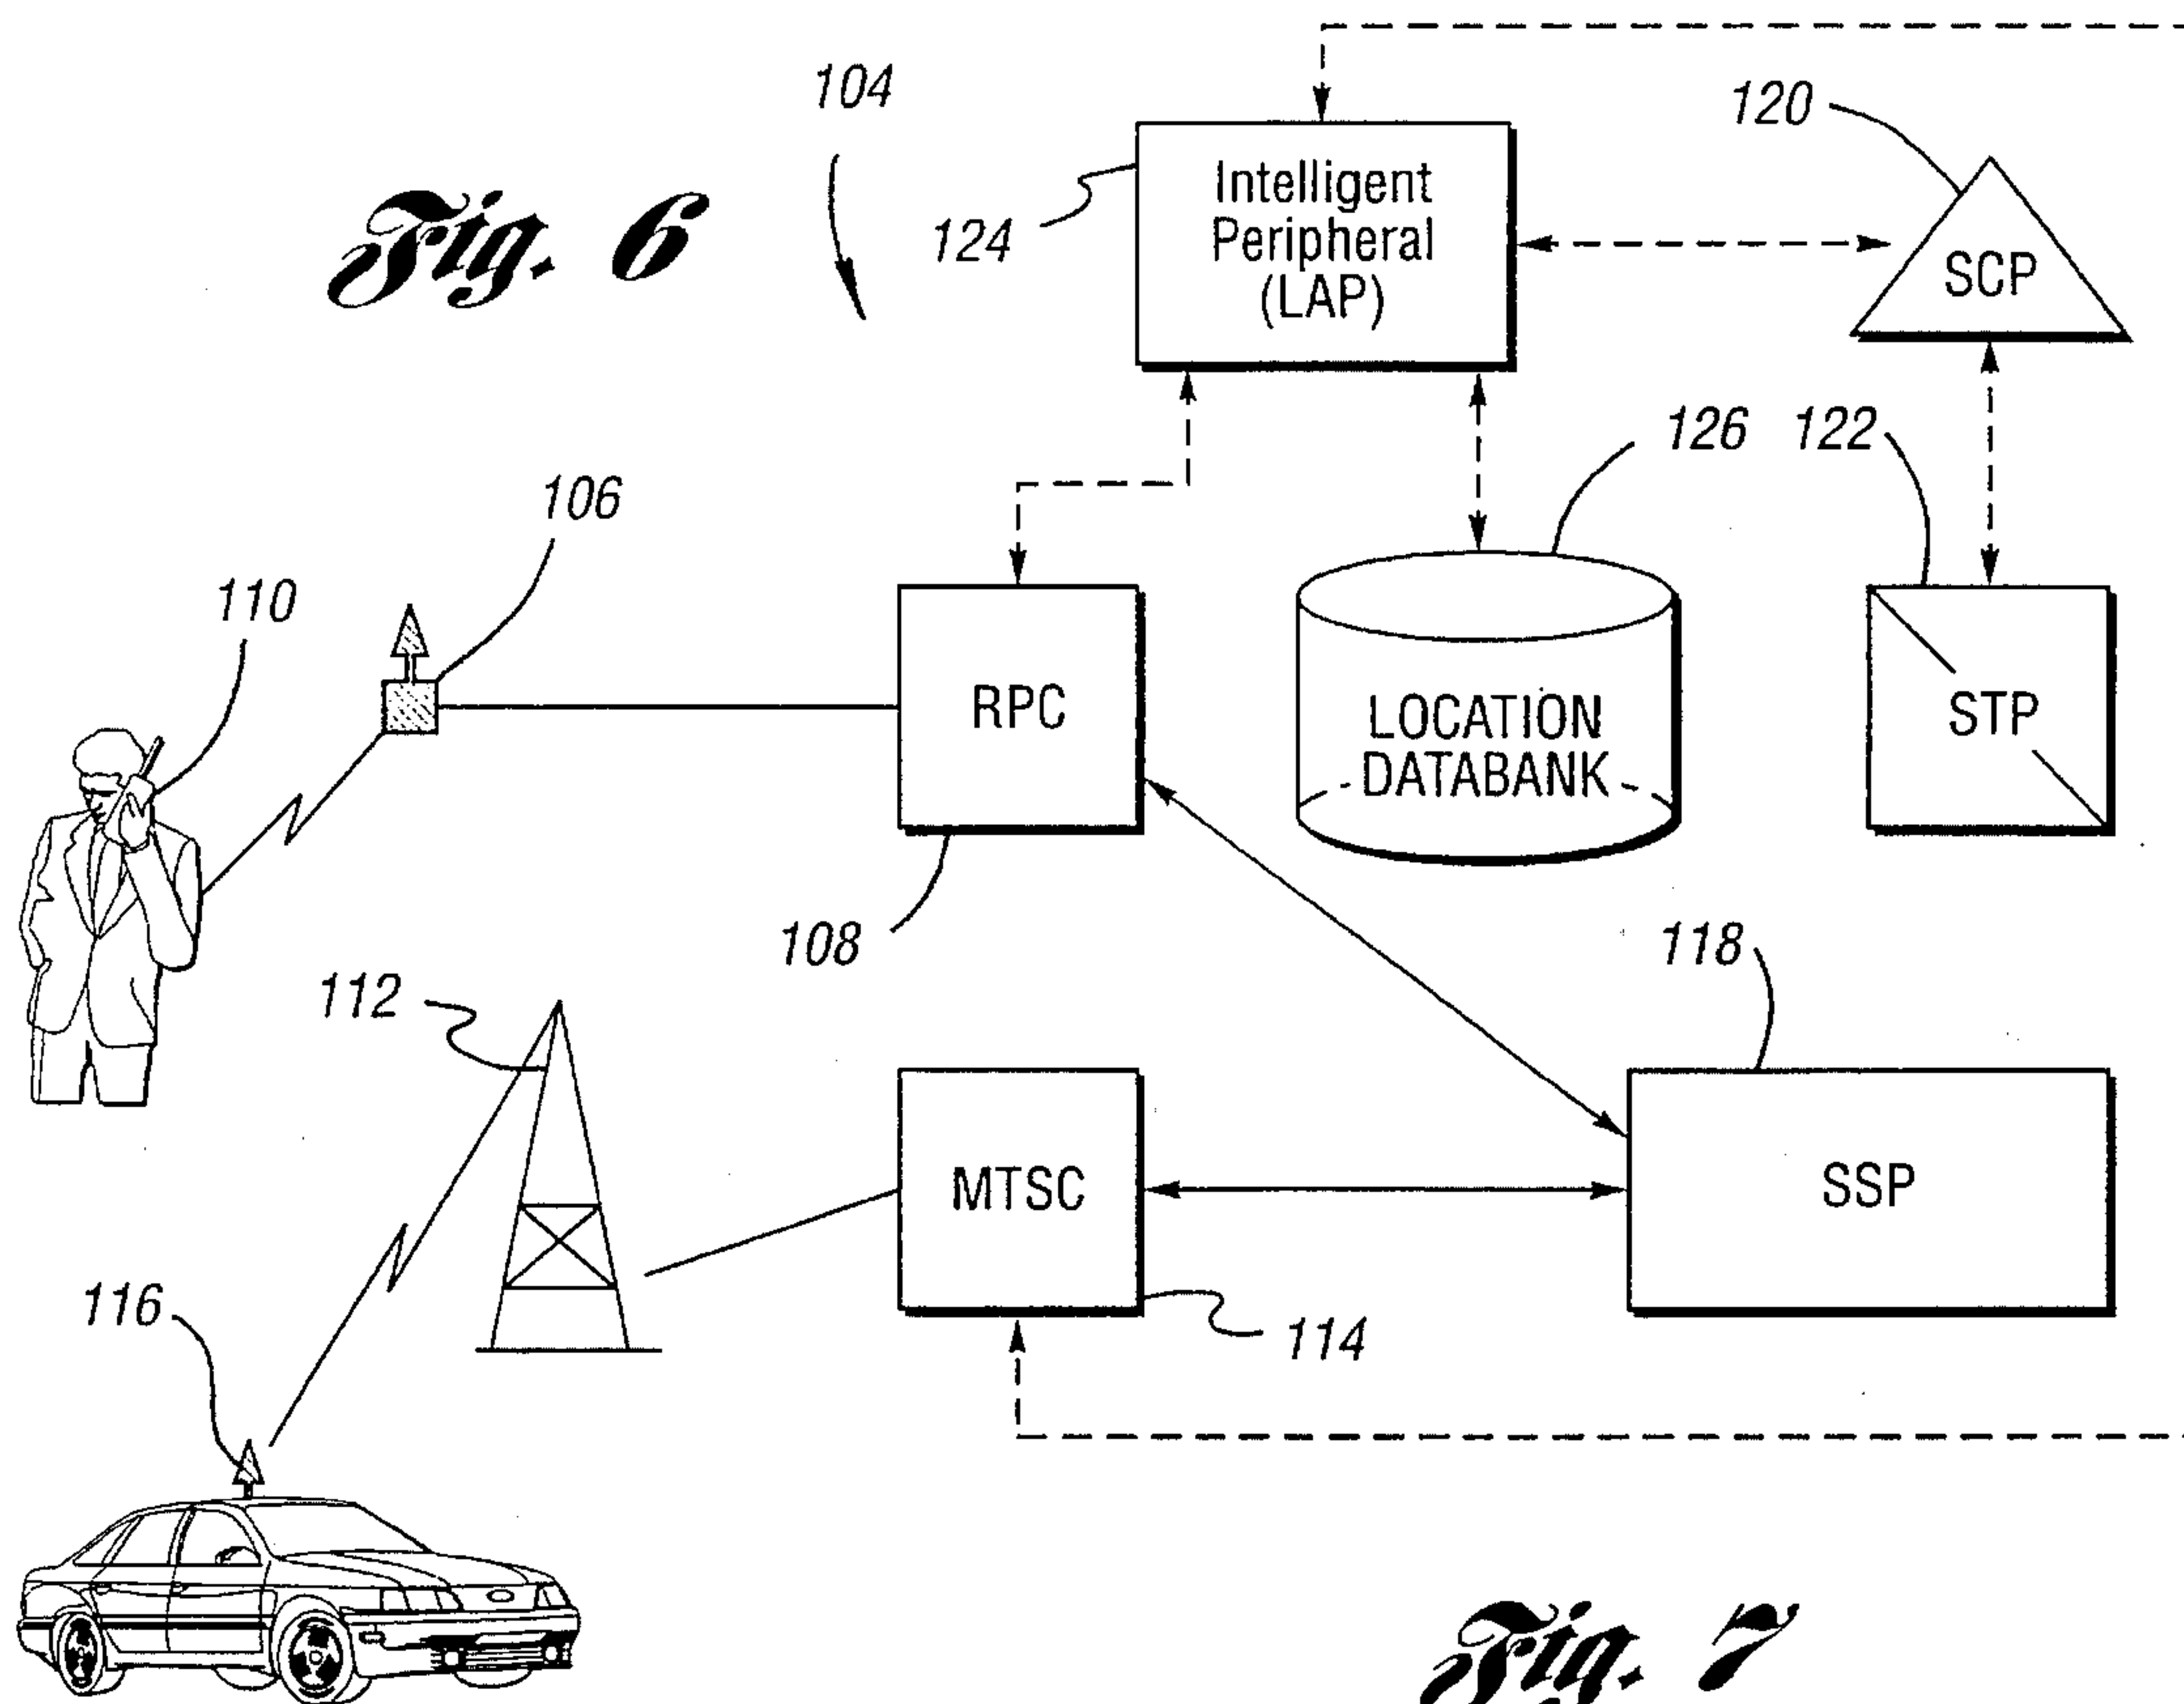 Fig. 6
104
120
124
Intelligent
Peripheral
(LAP)
SCP
126
122
106
110
RPC
LOCATION
DATABANK
STP
108
118
112
MTSC
SSP
114
116
Fig. 7